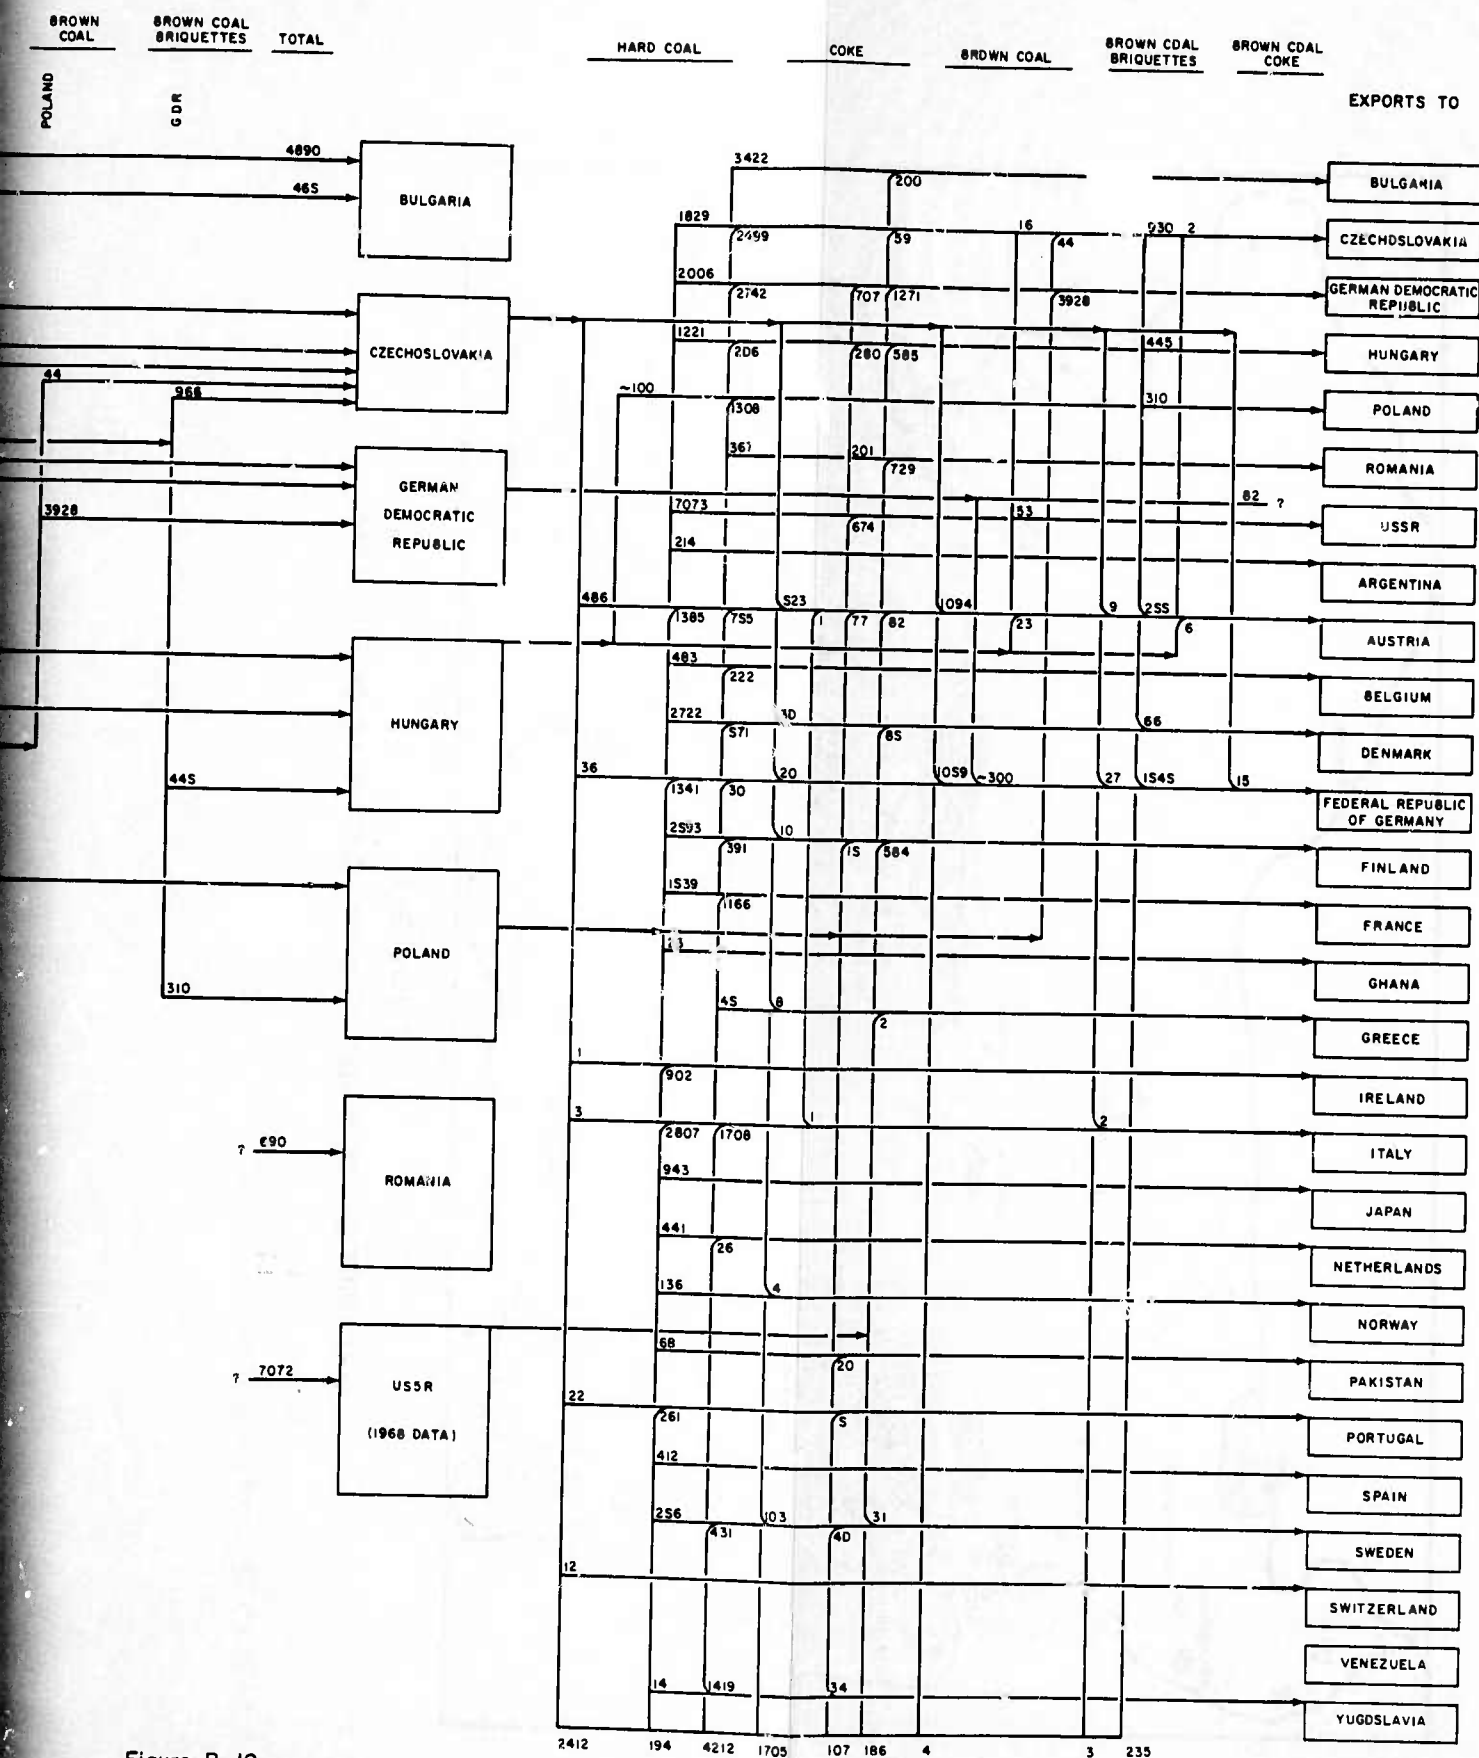 BROWN COAL
BROWN COAL BRIQUETTES
TOTAL
HARD COAL
COKE
BROWN COAL
BROWN COAL BRIQUETTES
BROWN COAL COKE
POLAND
GDR
EXPORTS TO
4890
465
BULGARIA
3422
200
BULGARIA
1829
2499
59
16
44
930
2
CZECHOSLOVAKIA
2006
2742
707
1271
3928
GERMAN DEMOCRATIC
REPUBLIC
CZECHOSLOVAKIA
1221
206
280
585
445
HUNGARY
44
966
~100
1308
310
POLAND
367
201
729
ROMANIA
GERMAN
DEMOCRATIC
REPUBLIC
82
?
3928
7073
674
53
USSR
214
ARGENTINA
486
1385
755
523
1
77
82
1094
23
9
255
6
AUSTRIA
483
222
BELGIUM
HUNGARY
2722
571
30
85
66
DENMARK
445
36
1341
30
20
1059
~300
27
1545
15
FEDERAL REPUBLIC
OF GERMANY
2593
391
10
15
584
FINLAND
1539
1166
FRANCE
POLAND
GHANA
310
45
8
2
GREECE
1
902
IRELAND
3
2807
1708
1
2
ITALY
? 690
ROMANIA
943
JAPAN
441
26
NETHERLANDS
136
4
NORWAY
68
20
PAKISTAN
? 7072
USSR
(1968 DATA)
22
261
5
PORTUGAL
412
SPAIN
256
431
103
40
31
SWEDEN
12
SWITZERLAND
VENEZUELA
14
1419
34
YUGOSLAVIA
2412 194 4212 1705 107 186 4 3 235